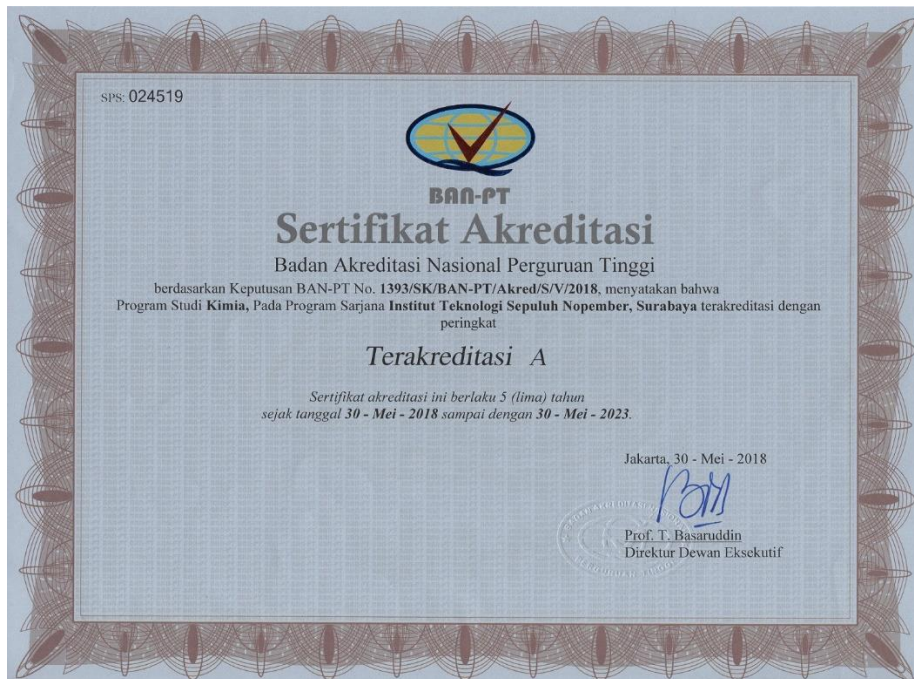 SPS: 024519
BAN-PT
Sertifikat Akreditasi
Badan Akreditasi Nasional Perguruan Tinggi
berdasarkan Keputusan BAN-PT No. 1393/SK/BAN-PT/Akred/S/V/2018, menyatakan bahwa
Program Studi Kimia, Pada Program Sarjana Institut Teknologi Sepuluh Nopember, Surabaya terakreditasi dengan
peringkat
Terakreditasi A
Sertifikat akreditasi ini berlaku 5 (lima) tahun
sejak tanggal 30 - Mei - 2018 sampai dengan 30 - Mei - 2023.
Jakarta, 30 - Mei - 2018
Prof. T. Basaruddin
Direktur Dewan Eksekutif